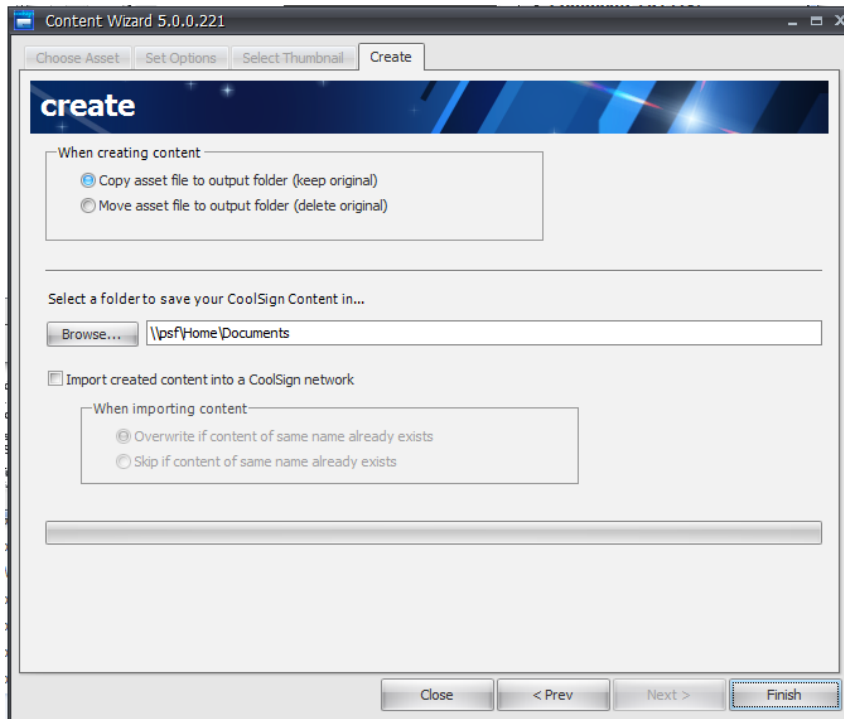 Content Wizard 5.0.0.221
Choose Asset Set Options Select Thumbnail Create
create
When creating content
Copy asset file to output folder (keep original)
Move asset file to output folder (delete original)
Select a folder to save your CoolSign Content in...
Browse... \\psf\Home\Documents
Import created content into a CoolSign network
When importing content
Overwrite if content of same name already exists
Skip if content of same name already exists
Close < Prev Next > Finish